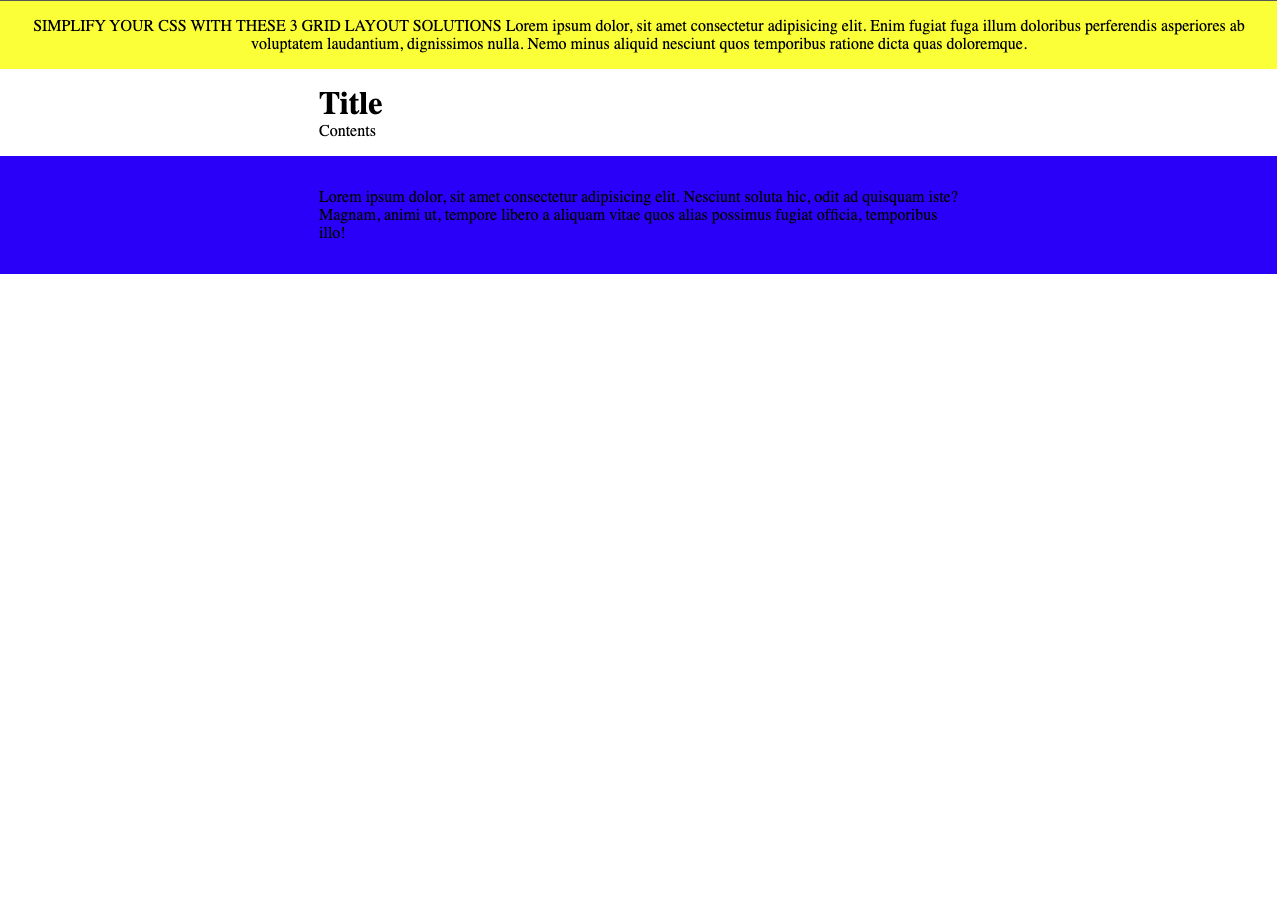 SIMPLIFY YOUR CSS WITH THESE 3 GRID LAYOUT SOLUTIONS Lorem ipsum dolor, sit amet consectetur adipisicing elit. Enim fugiat fuga illum doloribus perferendis asperiores ab
voluptatem laudantium, dignissimos nulla. Nemo minus aliquid nesciunt quos temporibus ratione dicta quas doloremque.
Title
Contents
Lorem ipsum dolor, sit amet consectetur adipisicing elit. Nesciunt soluta hic, odit ad quisquam iste?
Magnam, animi ut, tempore libero a aliquam vitae quos alias possimus fugiat officia, temporibus
illo!